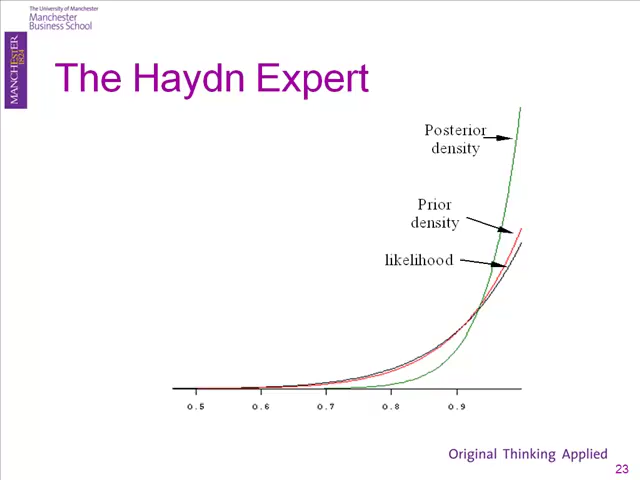 The University of Manchester
Manchester
Business School
MANCHESTER
1824
The Haydn Expert
Posterior
density
Prior
density
likelihood
0.5 0.6 0.7 0.8 0.9
Original Thinking Applied
23